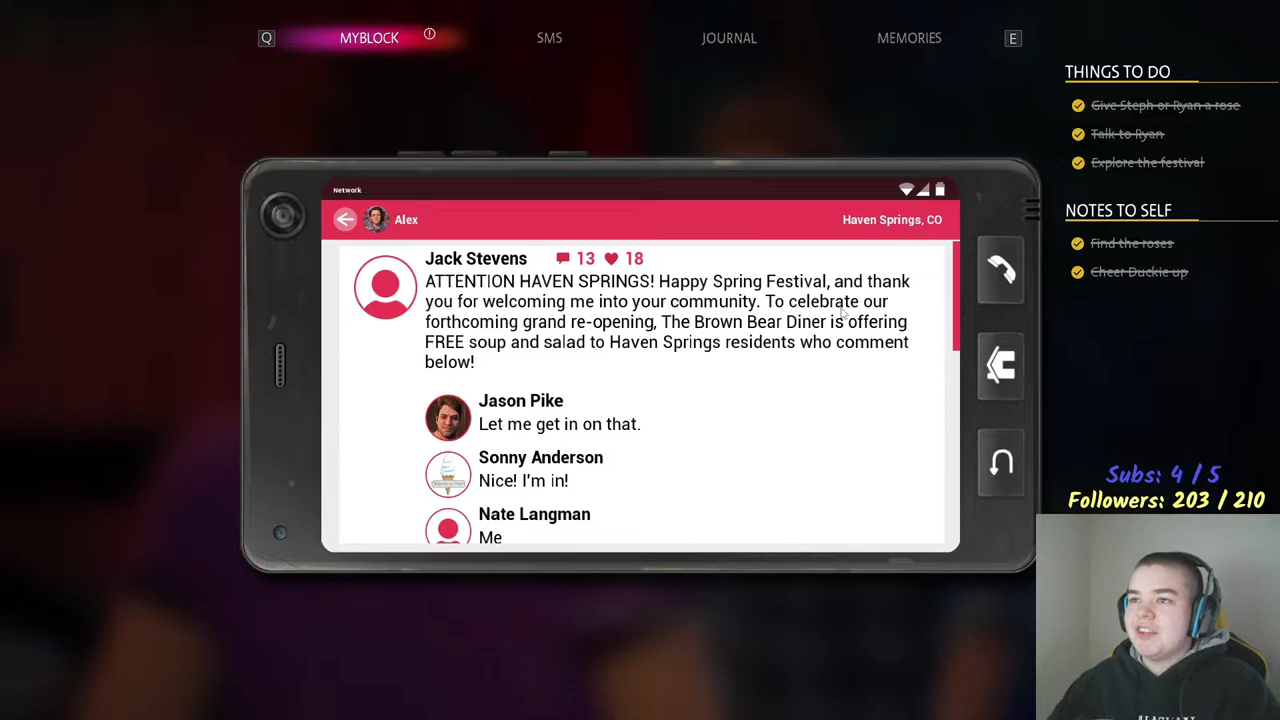 Q
MYBLOCK
SMS
JOURNAL
MEMORIES
E
THINGS TO DO
Give Steph or Ryan a rose
Talk to Ryan
Explore the festival
NOTES TO SELF
Find the roses
Cheer Duckie up
Network
Alex
Haven Springs, CO
Jack Stevens 13 18
ATTENTION HAVEN SPRINGS! Happy Spring Festival, and thank
you for welcoming me into your community. To celebrate our
forthcoming grand re-opening, The Brown Bear Diner is offering
FREE soup and salad to Haven Springs residents who comment
below!
Jason Pike
Let me get in on that.
Sonny Anderson
Nice! I'm in!
Nate Langman
Me
Subs: 4 / 5
Followers: 203 / 210